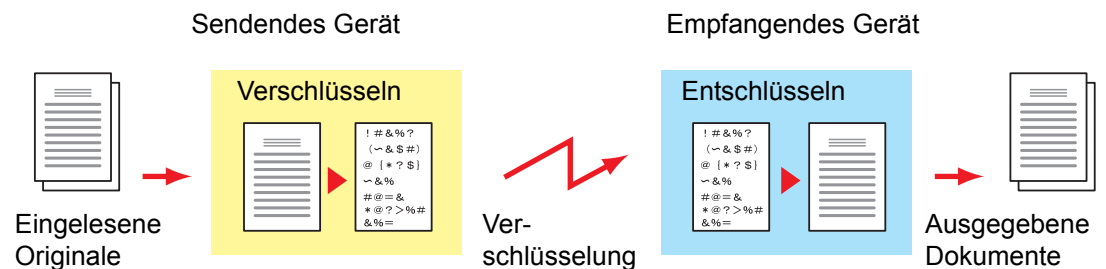 Sendendes Gerät
Empfangendes Gerät
Verschlüsseln
Entschlüsseln
!#&%?
(∽&$#)
@{*?$}
∽&%
#@=&
*@?>%#
&%=
!#&%?
(∽&$#)
@{*?$}
∽&%
#@=&
*@?>%#
&%=
Eingelesene
Originale
Ver-
schlüsselung
Ausgegebene
Dokumente